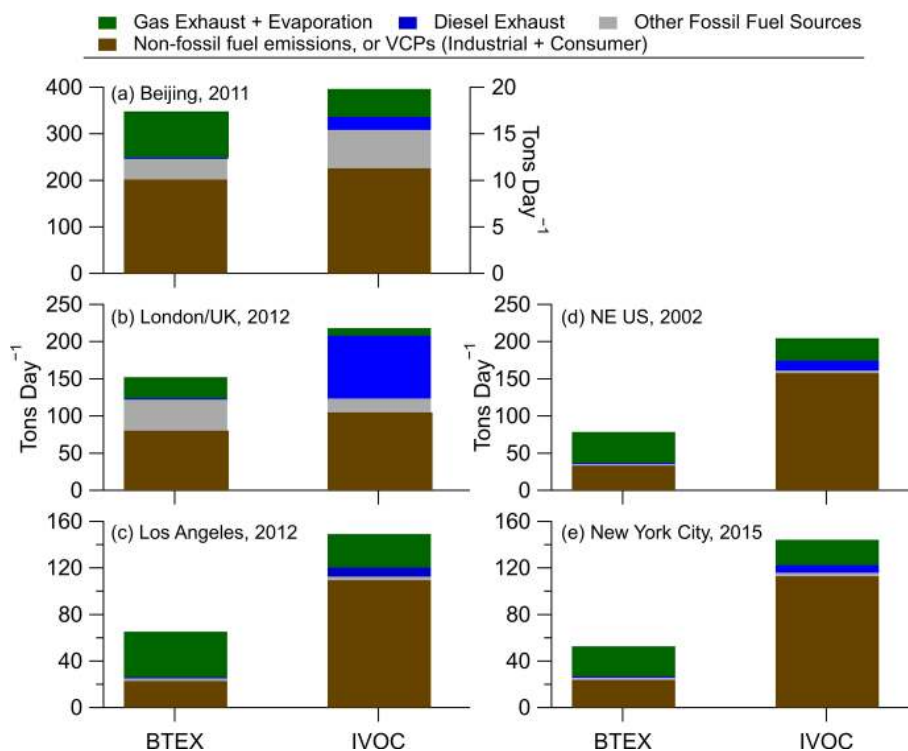 Gas Exhaust + Evaporation Diesel Exhaust Other Fossil Fuel Sources
Non-fossil fuel emissions, or VCPs (Industrial + Consumer)
(a) Beijing, 2011
400
300
200
100
0
20
15
10
5
0
Tons Day⁻¹
(b) London/UK, 2012
250
200
150
100
50
0
Tons Day⁻¹
(d) NE US, 2002
250
200
150
100
50
0
Tons Day⁻¹
(c) Los Angeles, 2012
160
120
80
40
0
BTEX IVOC
(e) New York City, 2015
160
120
80
40
0
BTEX IVOC